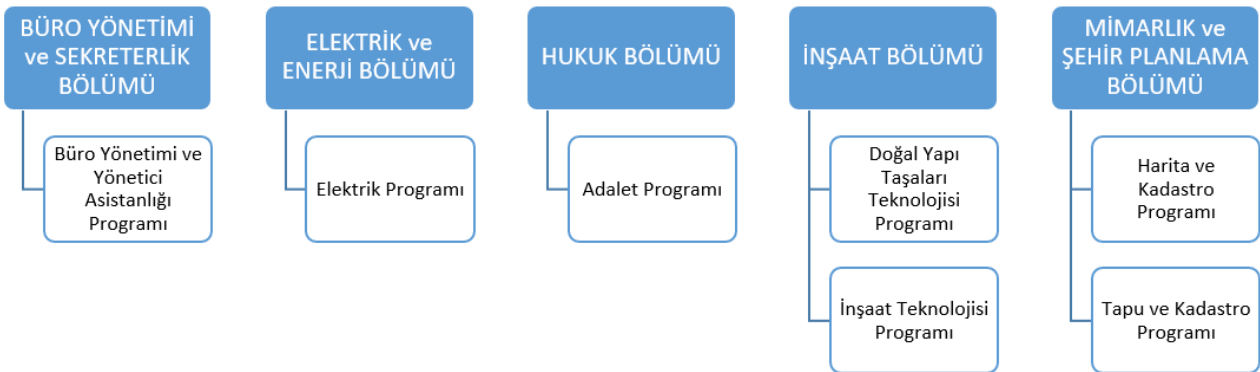 BÜRO YÖNETİMİ
ve SEKRETERLİK
BÖLÜMÜ
Büro Yönetimi ve
Yönetici
Asistanlığı
Programı
ELEKTRİK ve
ENERJİ BÖLÜMÜ
Elektrik Programı
HUKUK BÖLÜMÜ
Adalet Programı
İNŞAAT BÖLÜMÜ
Doğal Yapı
Taşaları
Teknolojisi
Programı
İnşaat Teknolojisi
Programı
MİMARLIK ve
ŞEHİR PLANLAMA
BÖLÜMÜ
Harita ve
Kadastro
Programı
Tapu ve Kadastro
Programı